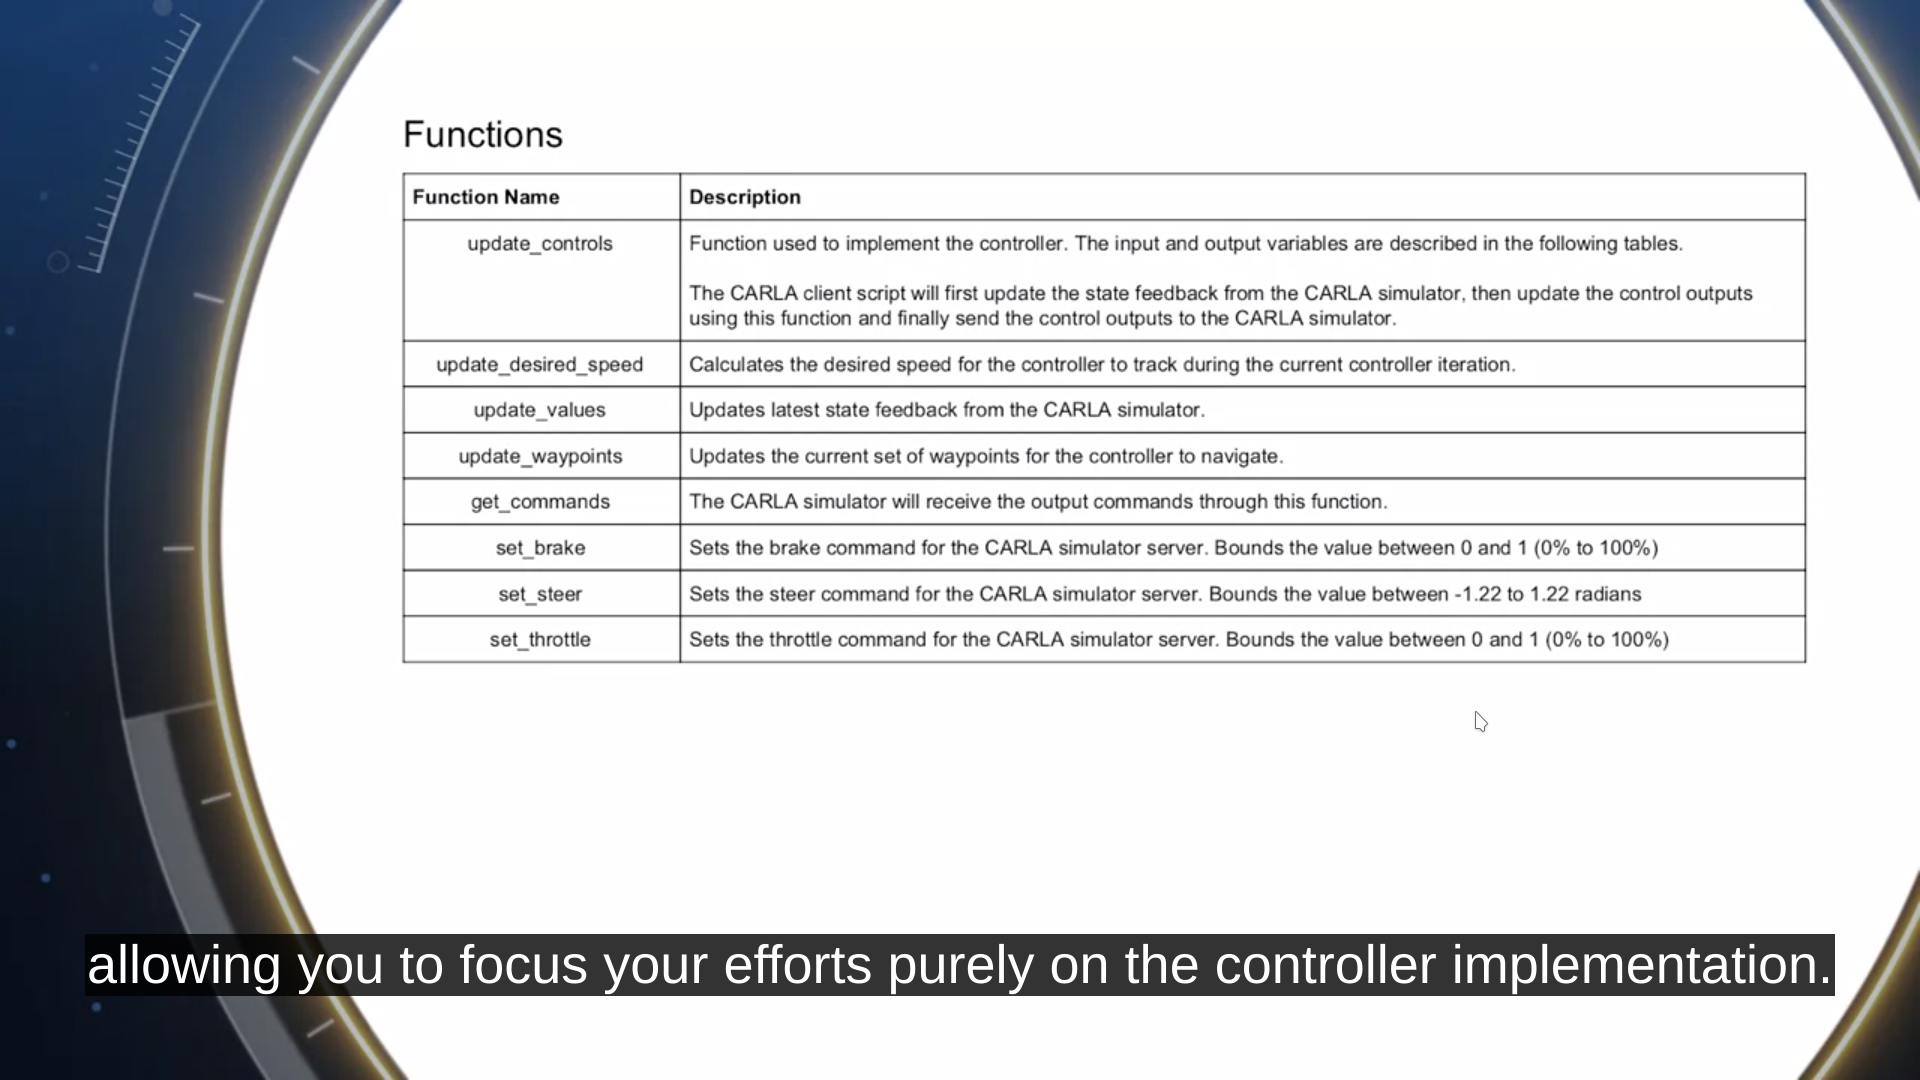 Functions
Function Name Description
update_controls Function used to implement the controller. The input and output variables are described in the following tables.
The CARLA client script will first update the state feedback from the CARLA simulator, then update the control outputs
using this function and finally send the control outputs to the CARLA simulator.
update_desired_speed Calculates the desired speed for the controller to track during the current controller iteration.
update_values Updates latest state feedback from the CARLA simulator.
update_waypoints Updates the current set of waypoints for the controller to navigate.
get_commands The CARLA simulator will receive the output commands through this function.
set_brake Sets the brake command for the CARLA simulator server. Bounds the value between 0 and 1 (0% to 100%)
set_steer Sets the steer command for the CARLA simulator server. Bounds the value between -1.22 to 1.22 radians
set_throttle Sets the throttle command for the CARLA simulator server. Bounds the value between 0 and 1 (0% to 100%)
allowing you to focus your efforts purely on the controller implementation.